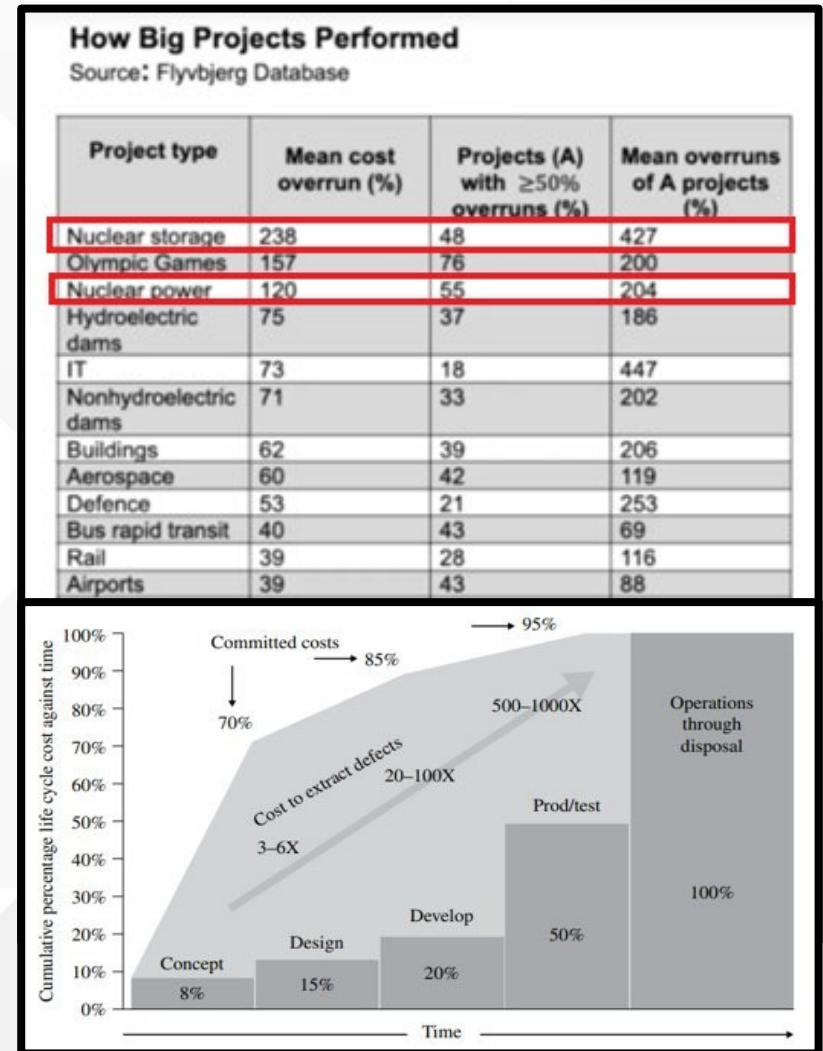 How Big Projects Performed
Source: Flyvbjerg Database
Project type Mean cost overrun (%) Projects (A) with ≥50% overruns (%) Mean overruns of A projects (%)
Nuclear storage 238 48 427
Olympic Games 157 76 200
Nuclear power 120 55 204
Hydroelectric dams 75 37 186
IT 73 18 447
Nonhydroelectric dams 71 33 202
Buildings 62 39 206
Aerospace 60 42 119
Defence 53 21 253
Bus rapid transit 40 43 69
Rail 39 28 116
Airports 39 43 88
Cumulative percentage life cycle cost against time
100%
90%
80%
70%
60%
50%
40%
30%
20%
10%
0%
Committed costs
70%
85%
95%
Cost to extract defects
3–6X
20–100X
500–1000X
Concept
8%
Design
15%
Develop
20%
Prod/test
50%
Operations
through
disposal
100%
Time